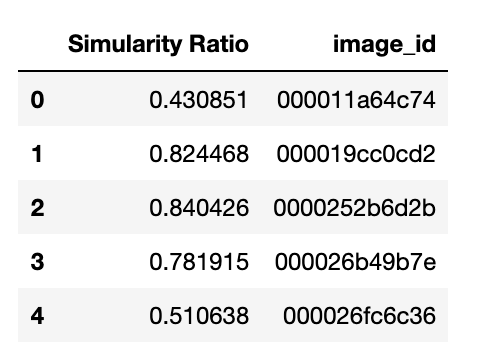 Simularity Ratio image_id
0 0.430851 000011a64c74
1 0.824468 000019cc0cd2
2 0.840426 0000252b6d2b
3 0.781915 000026b49b7e
4 0.510638 000026fc6c36